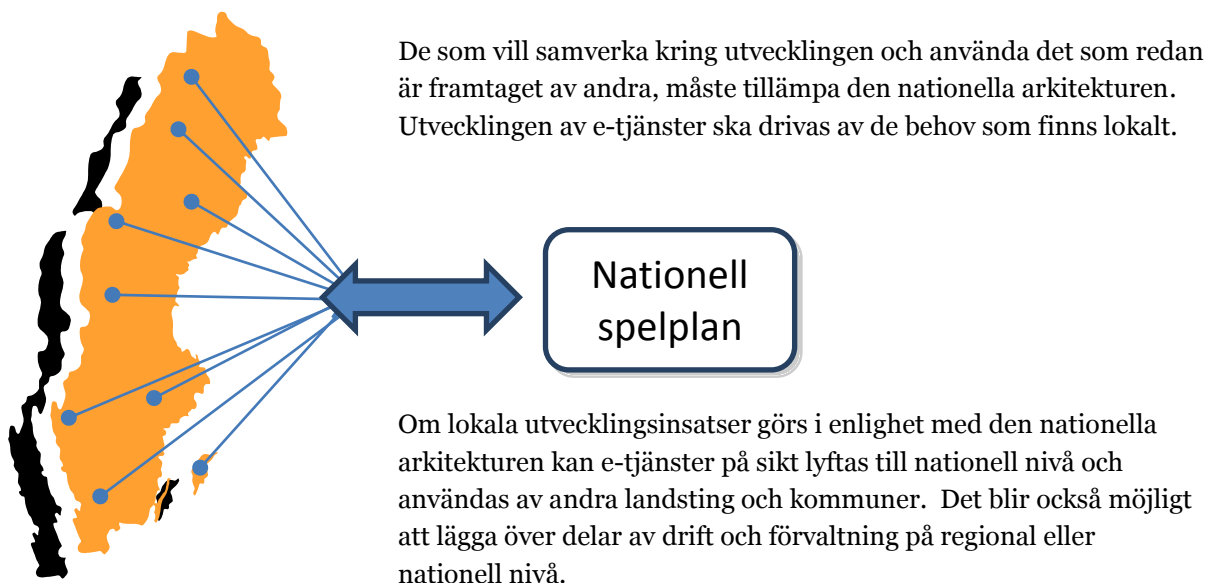 De som vill samverka kring utvecklingen och använda det som redan
är framtaget av andra, måste tillämpa den nationella arkitekturen.
Utvecklingen av e-tjänster ska drivas av de behov som finns lokalt.
Nationell
spelplan
Om lokala utvecklingsinsatser görs i enlighet med den nationella
arkitekturen kan e-tjänster på sikt lyftas till nationell nivå och
användas av andra landsting och kommuner.  Det blir också möjligt
att lägga över delar av drift och förvaltning på regional eller
nationell nivå.